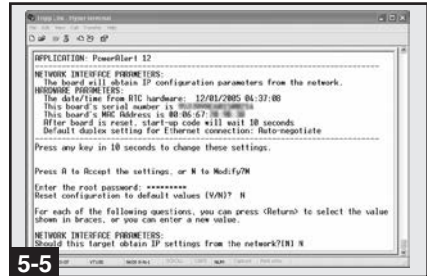 APPLICATION: PowerAlert 12
NETWORK INTERFACE PARAMETERS:
The board will obtain IP configuration parameters from the network.
HARDWARE PARAMETERS:
The date/time from RTC hardware: 12/01/2005 04:37:08
This board's serial number is
This board's MAC Address is 00:06:67:
After board is reset, start-up code will wait 10 seconds
Default duplex setting for Ethernet connection: Auto-negotiate
Press any key in 10 seconds to change these settings.
Press A to Accept the settings, or M to Modify?M
Enter the root password: *********
Reset configuration to default values (Y/N)? N
For each of the following questions, you can press <Return> to select the value
shown in braces, or you can enter a new value.
NETWORK INTERFACE PARAMETERS:
Should this target obtain IP settings from the network?[N] N
5-5